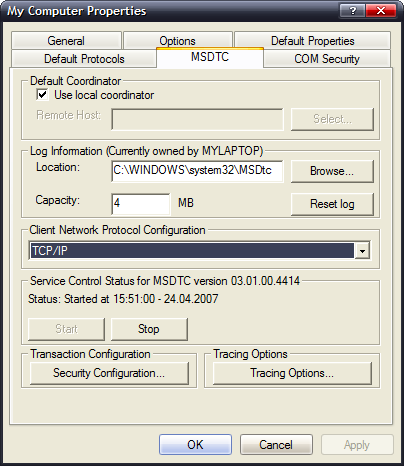 My Computer Properties
General Options Default Properties
Default Protocols MSDTC COM Security
Default Coordinator
Use local coordinator
Remote Host: Select...
Log Information (Currently owned by MYLAPTOP)
Location: C:\WINDOWS\system32\MSDtc Browse...
Capacity: 4 MB Reset log
Client Network Protocol Configuration
TCP/IP
Service Control Status for MSDTC version 03.01.00.4414
Status: Started at 15:51:00 - 24.04.2007
Start Stop
Transaction Configuration Tracing Options
Security Configuration... Tracing Options...
OK Cancel Apply